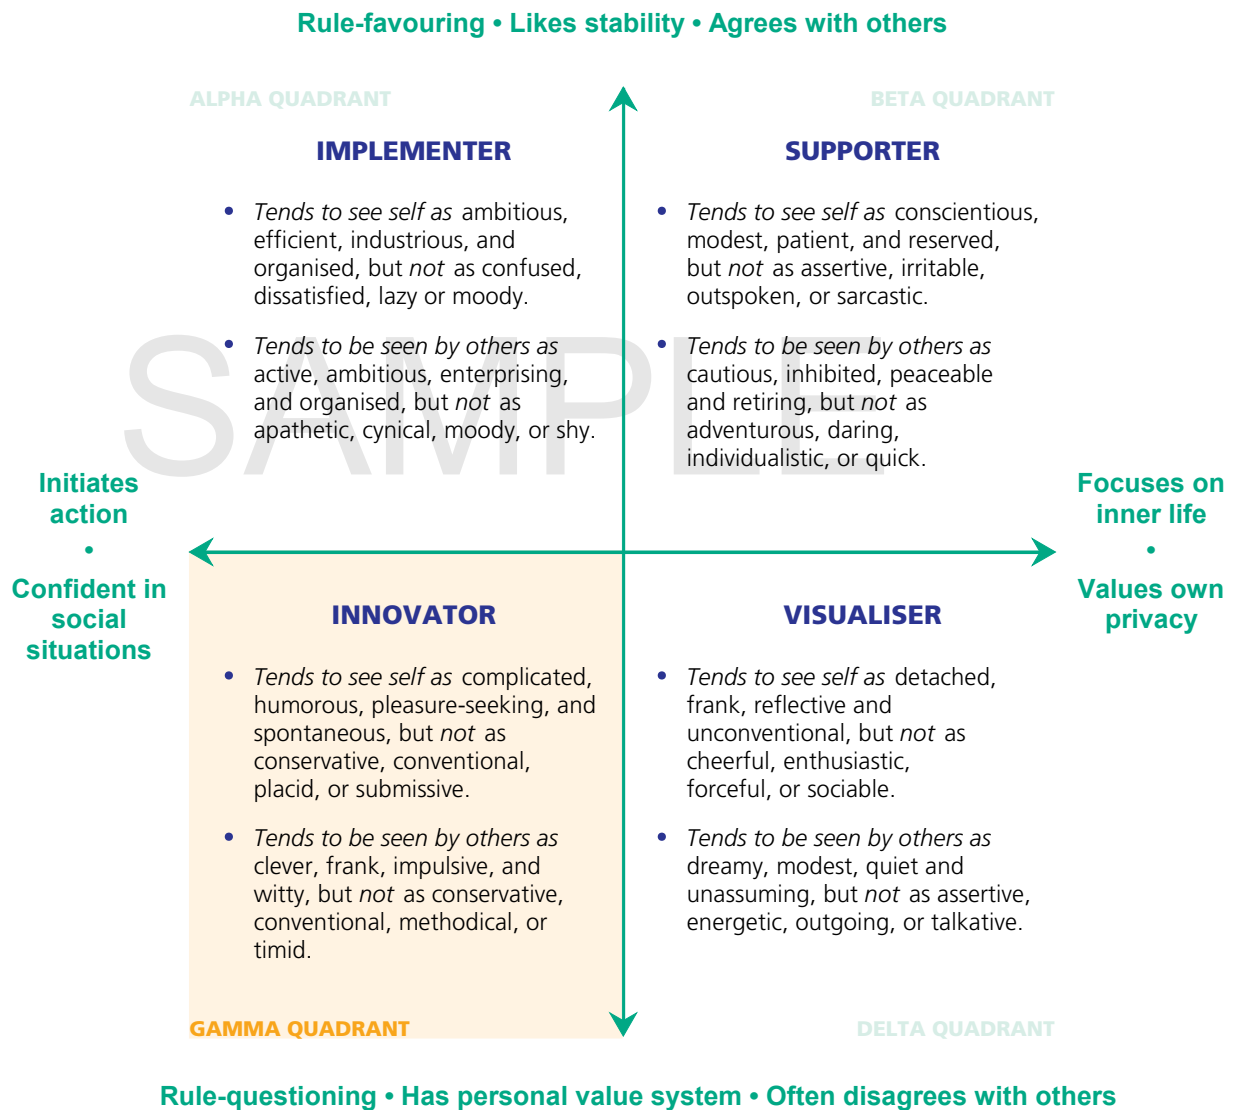 Rule-favouring • Likes stability • Agrees with others
ALPHA QUADRANT
BETA QUADRANT
IMPLEMENTER
• Tends to see self as ambitious,
efficient, industrious, and
organised, but not as confused,
dissatisfied, lazy or moody.
• Tends to be seen by others as
active, ambitious, enterprising,
and organised, but not as
apathetic, cynical, moody, or shy.
SUPPORTER
• Tends to see self as conscientious,
modest, patient, and reserved,
but not as assertive, irritable,
outspoken, or sarcastic.
• Tends to be seen by others as
cautious, inhibited, peaceable
and retiring, but not as
adventurous, daring,
individualistic, or quick.
SAMPLE
Initiates
action
•
Confident in
social
situations
Focuses on
inner life
•
Values own
privacy
INNOVATOR
• Tends to see self as complicated,
humorous, pleasure-seeking, and
spontaneous, but not as
conservative, conventional,
placid, or submissive.
• Tends to be seen by others as
clever, frank, impulsive, and
witty, but not as conservative,
conventional, methodical, or
timid.
VISUALISER
• Tends to see self as detached,
frank, reflective and
unconventional, but not as
cheerful, enthusiastic,
forceful, or sociable.
• Tends to be seen by others as
dreamy, modest, quiet and
unassuming, but not as assertive,
energetic, outgoing, or talkative.
GAMMA QUADRANT
DELTA QUADRANT
Rule-questioning • Has personal value system • Often disagrees with others